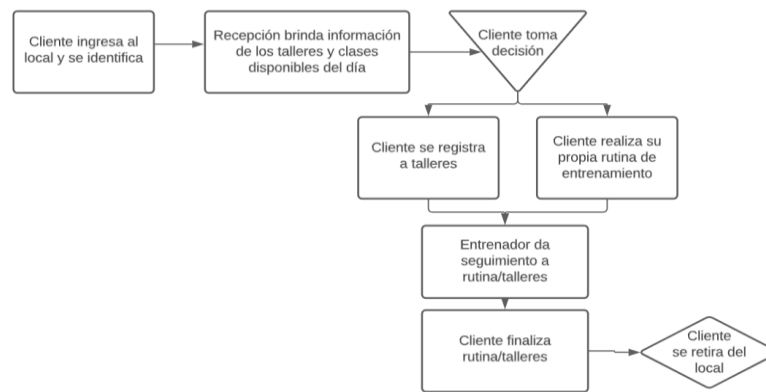 Cliente ingresa al
local y se identifica
Recepción brinda información
de los talleres y clases
disponibles del día
Cliente toma
decisión
Cliente se registra
a talleres
Cliente realiza su
propia rutina de
entrenamiento
Entrenador da
seguimiento a
rutina/talleres
Cliente finaliza
rutina/talleres
Cliente
se retira del
local